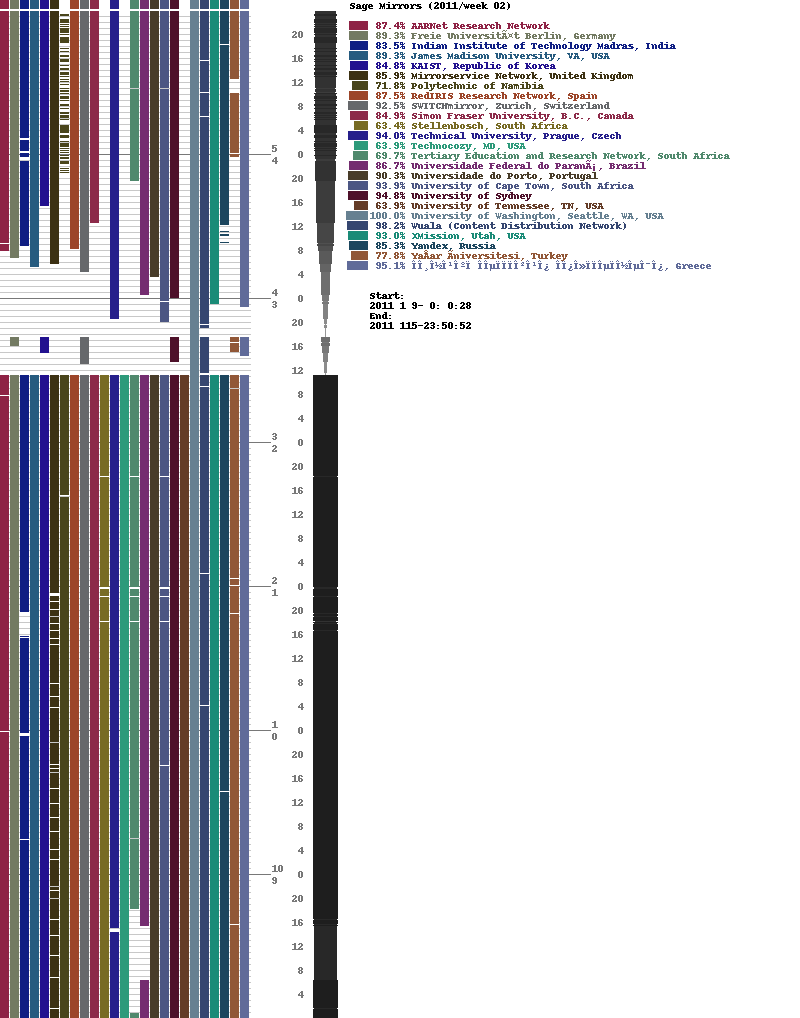 Sage Mirrors (2011/week 02)
87.4% AARNet Research Network
89.3% Freie UniversitÃ¤t Berlin, Germany
83.5% Indian Institute of Technology Madras, India
89.3% James Madison University, VA, USA
84.8% KAIST, Republic of Korea
85.9% Mirrorservice Network, United Kingdom
71.8% Polytechnic of Namibia
87.5% RedIRIS Research Network, Spain
92.5% SWITCHmirror, Zurich, Switzerland
84.9% Simon Fraser University, B.C., Canada
63.4% Stellenbosch, South Africa
94.0% Technical University, Prague, Czech
63.9% Technocozy, MD, USA
69.7% Tertiary Education and Research Network, South Africa
86.7% Universidade Federal do ParanÃ¡, Brazil
90.3% Universidade do Porto, Portugal
93.9% University of Cape Town, South Africa
94.8% University of Sydney
63.9% University of Tennessee, TN, USA
100.0% University of Washington, Seattle, WA, USA
98.2% Wuala (Content Distribution Network)
93.0% XMission, Utah, USA
85.3% Yandex, Russia
77.8% Turkey
95.1% Greece
Start:
2011 1 9- 0: 0:28
End:
2011 115-23:50:52
20
16
12
8
4
5
0
4
20
16
12
8
4
4
0
3
20
16
12
8
4
3
0
2
20
16
12
8
4
2
0
1
20
16
12
8
4
1
0
0
20
16
12
8
4
10
0
9
20
16
12
8
4